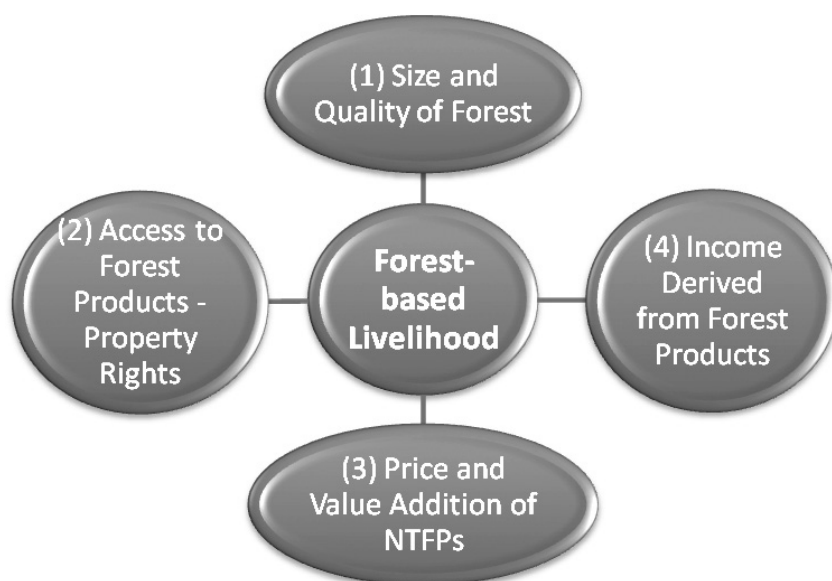 (1) Size and
Quality of Forest
(2) Access to
Forest
Products -
Property
Rights
Forest-
based
Livelihood
(4) Income
Derived
from Forest
Products
(3) Price and
Value Addition of
NTFPs